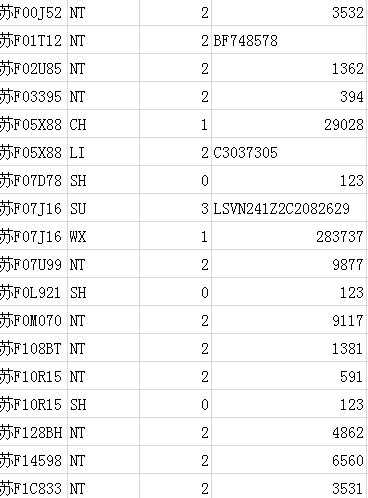 苏F00J52 NT 2 3532
苏F01T12 NT 2 BF748578
苏F02U85 NT 2 1362
苏F03395 NT 2 394
苏F05X88 CH 1 29028
苏F05X88 LI 2 C3037305
苏F07D78 SH 0 123
苏F07J16 SU 3 LSVN241Z2C2082629
苏F07J16 WX 1 283737
苏F07U99 NT 2 9877
苏F0L921 SH 0 123
苏F0M070 NT 2 9117
苏F108BT NT 2 1381
苏F10R15 NT 2 591
苏F10R15 SH 0 123
苏F128BH NT 2 4862
苏F14598 NT 2 6560
苏F1C833 NT 2 3531